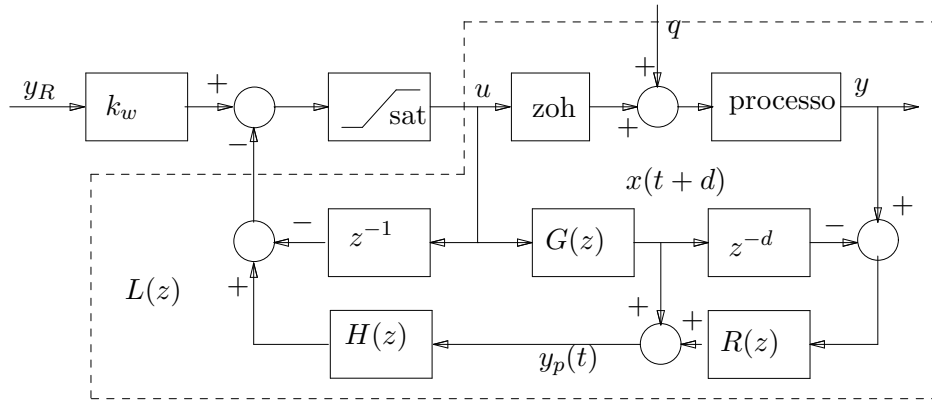 q
y_R
+
+
u
y
k_w
sat
zoh
processo
−
+
x(t + d)
+
−
z^{-1}
G(z)
z^{-d}
−
L(z)
+
+
+
H(z)
R(z)
y_p(t)